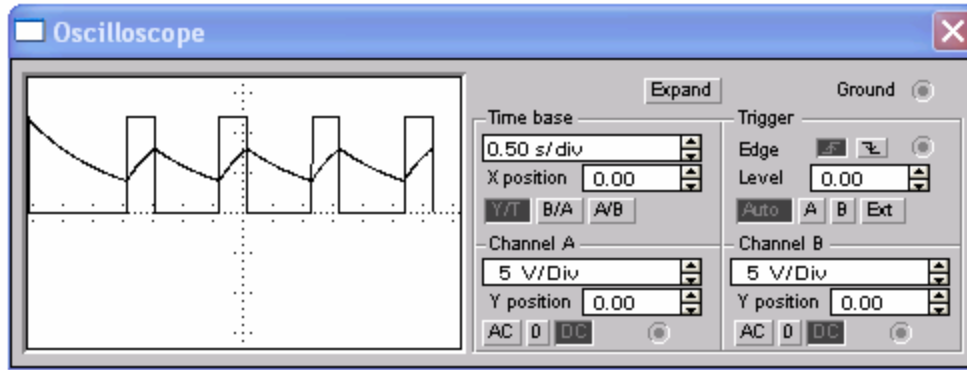 Oscilloscope
Expand Ground
Time base
0.50 s/div
X position 0.00
Y/T B/A A/B
Trigger
Edge
Level 0.00
Auto A B Ext
Channel A
5 V/Div
Y position 0.00
AC 0 DC
Channel B
5 V/Div
Y position 0.00
AC 0 DC